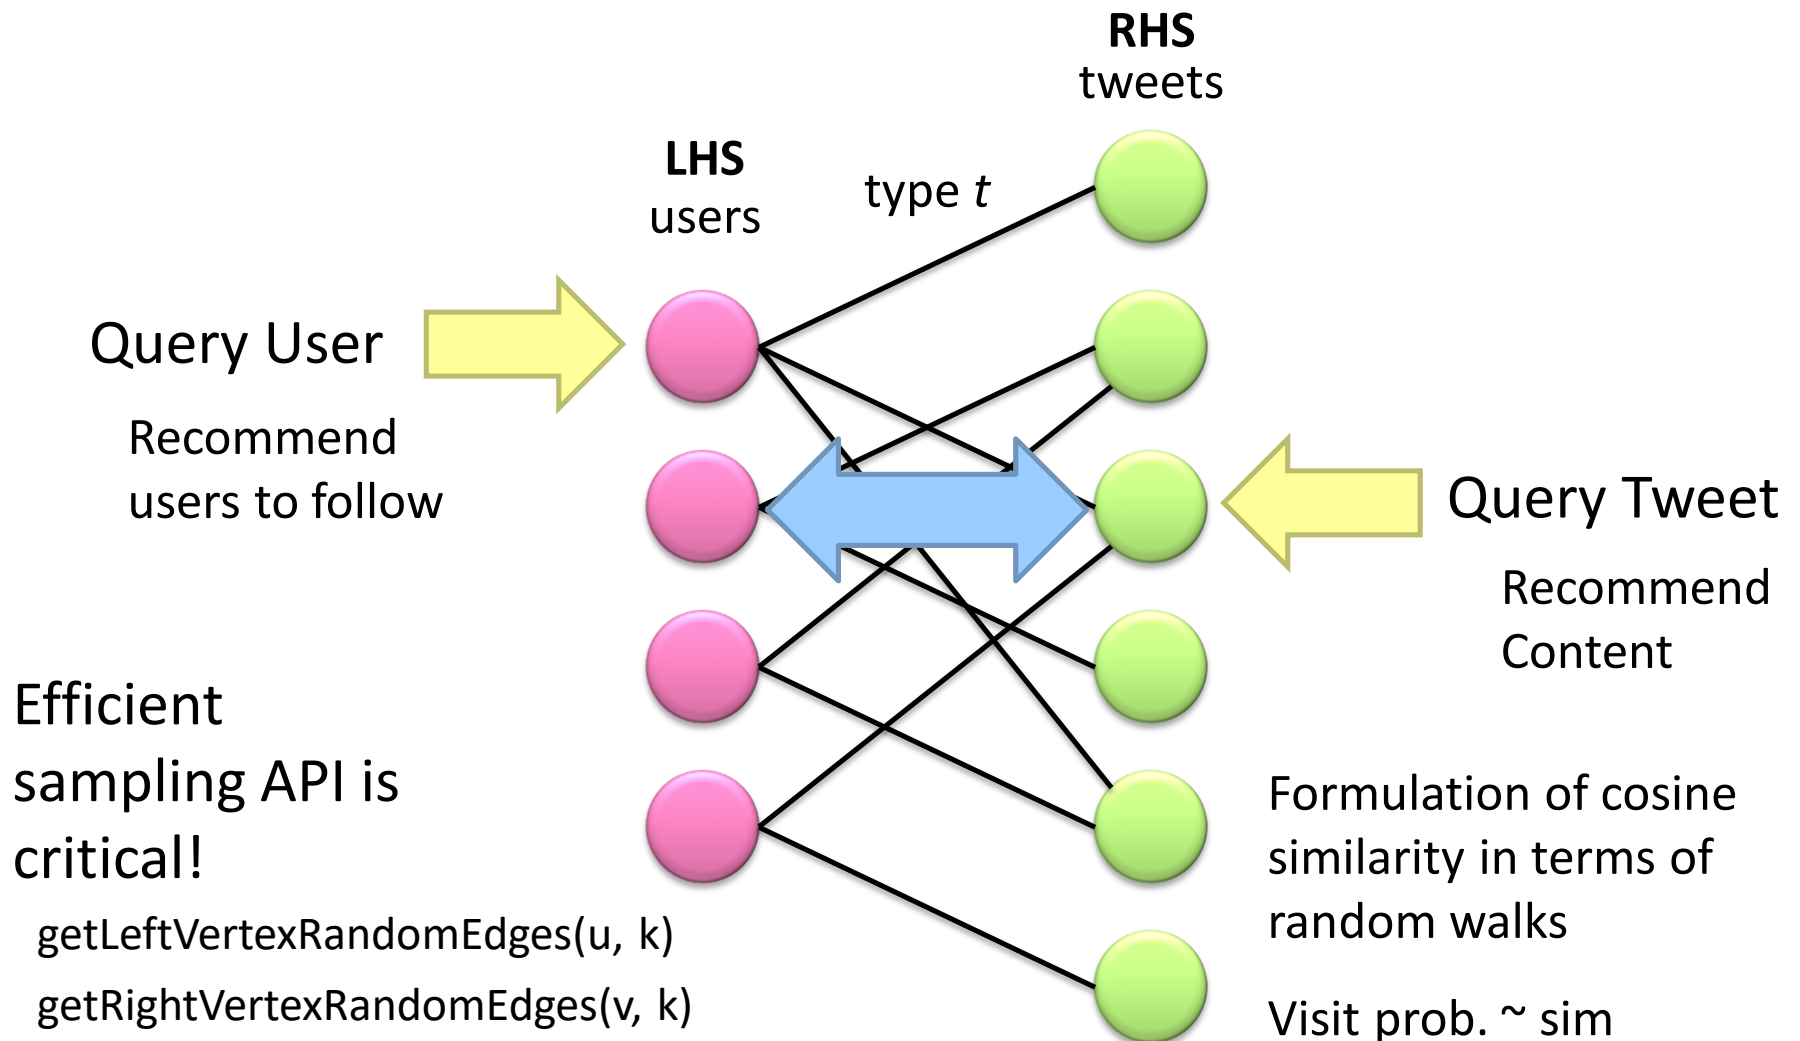 RHS
tweets
LHS
users
type t
Query User
Recommend
users to follow
Query Tweet
Recommend
Content
Efficient
sampling API is
critical!
getLeftVertexRandomEdges(u, k)
getRightVertexRandomEdges(v, k)
Formulation of cosine
similarity in terms of
random walks
Visit prob. ~ sim